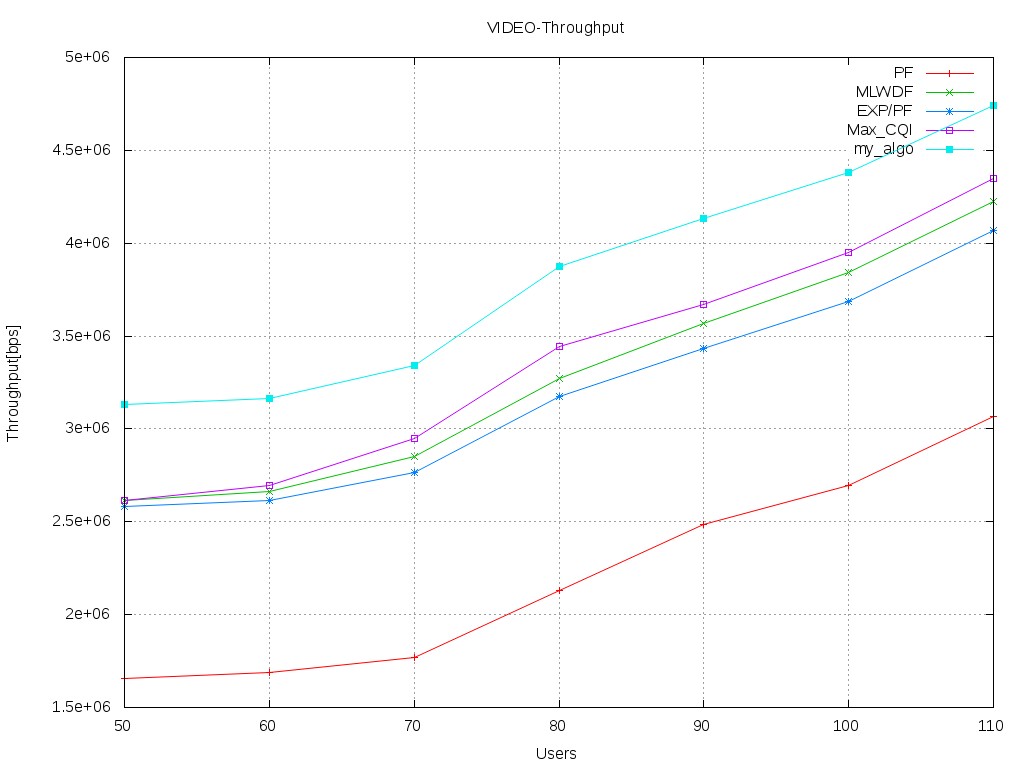 VIDEO-Throughput
5e+06
4.5e+06
4e+06
3.5e+06
3e+06
2.5e+06
2e+06
1.5e+06
Throughput[bps]
PF
MLWDF
EXP/PF
Max_CQI
my_algo
50 60 70 80 90 100 110
Users